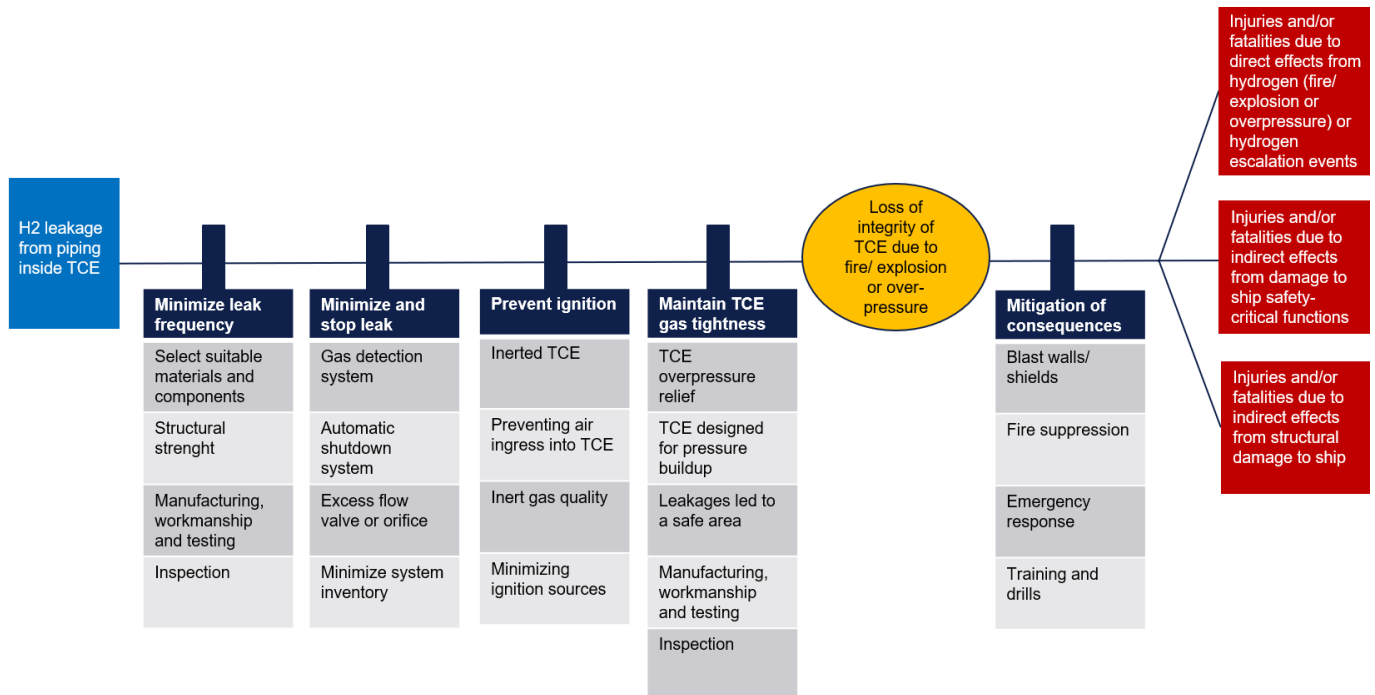 H2 leakage
from piping
inside TCE
Minimize leak
frequency
Select suitable
materials and
components
Structural
strenght
Manufacturing,
workmanship
and testing
Inspection
Minimize and
stop leak
Gas detection
system
Automatic
shutdown
system
Excess flow
valve or orifice
Minimize system
inventory
Prevent ignition
Inerted TCE
Preventing air
ingress into TCE
Inert gas quality
Minimizing
ignition sources
Maintain TCE
gas tightness
TCE
overpressure
relief
TCE designed
for pressure
buildup
Leakages led to
a safe area
Manufacturing,
workmanship
and testing
Inspection
Loss of
integrity of
TCE due to
fire/ explosion
or over-
pressure
Mitigation of
consequences
Blast walls/
shields
Fire suppression
Emergency
response
Training and
drills
Injuries and/or
fatalities due to
direct effects from
hydrogen (fire/
explosion or
overpressure) or
hydrogen
escalation events
Injuries and/or
fatalities due to
indirect effects
from damage to
ship safety-
critical functions
Injuries and/or
fatalities due to
indirect effects
from structural
damage to ship